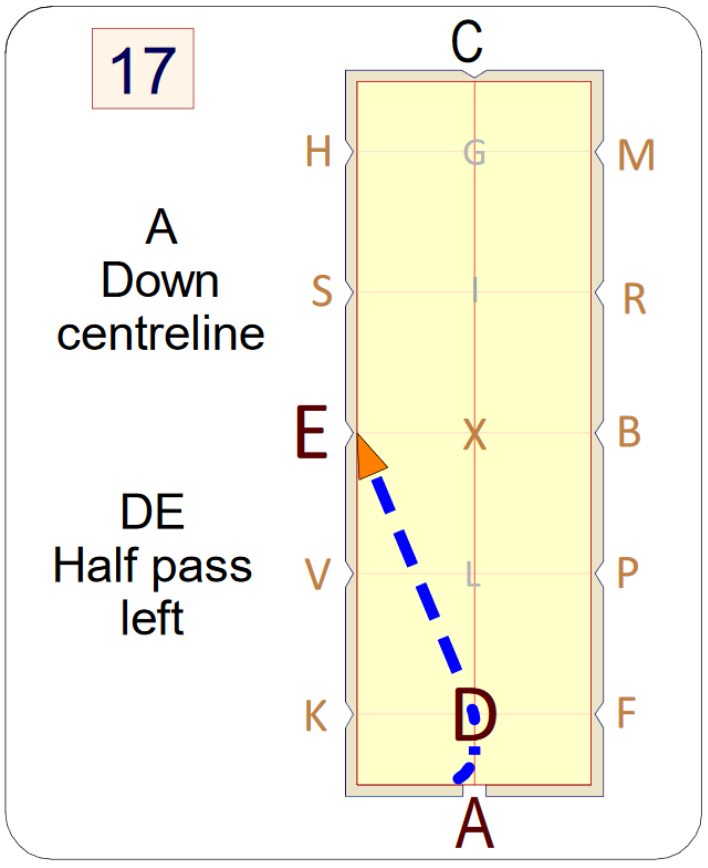 17
C
H G M
A
Down
centreline
S I R
E X B
DE
Half pass
left
V L P
K D F
A